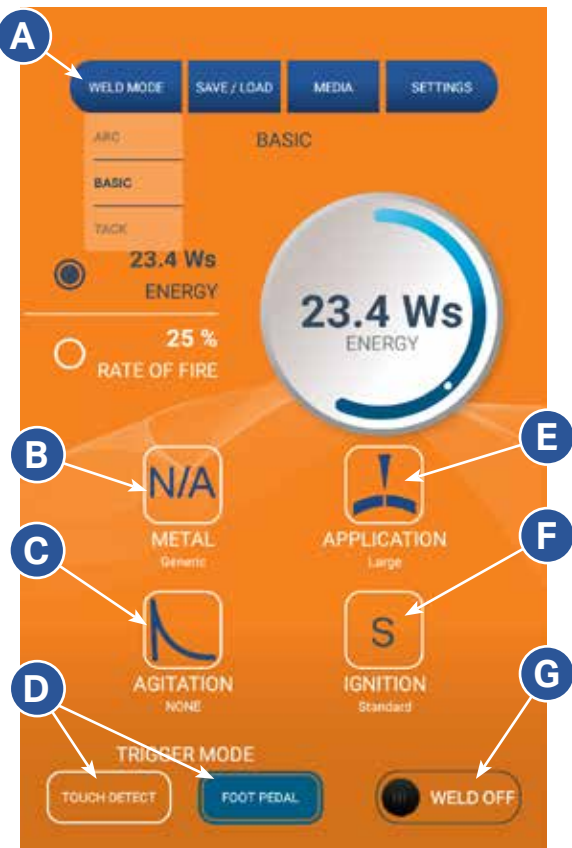 A
WELD MODE SAVE / LOAD MEDIA SETTINGS
ARC
BASIC
BASIC
TACK
23.4 Ws
ENERGY
23.4 Ws
ENERGY
25 %
RATE OF FIRE
B
N/A
METAL
Generic
E
APPLICATION
Large
C
AGITATION
NONE
F
S
IGNITION
Standard
D
TRIGGER MODE
TOUCH DETECT FOOT PEDAL
G
WELD OFF